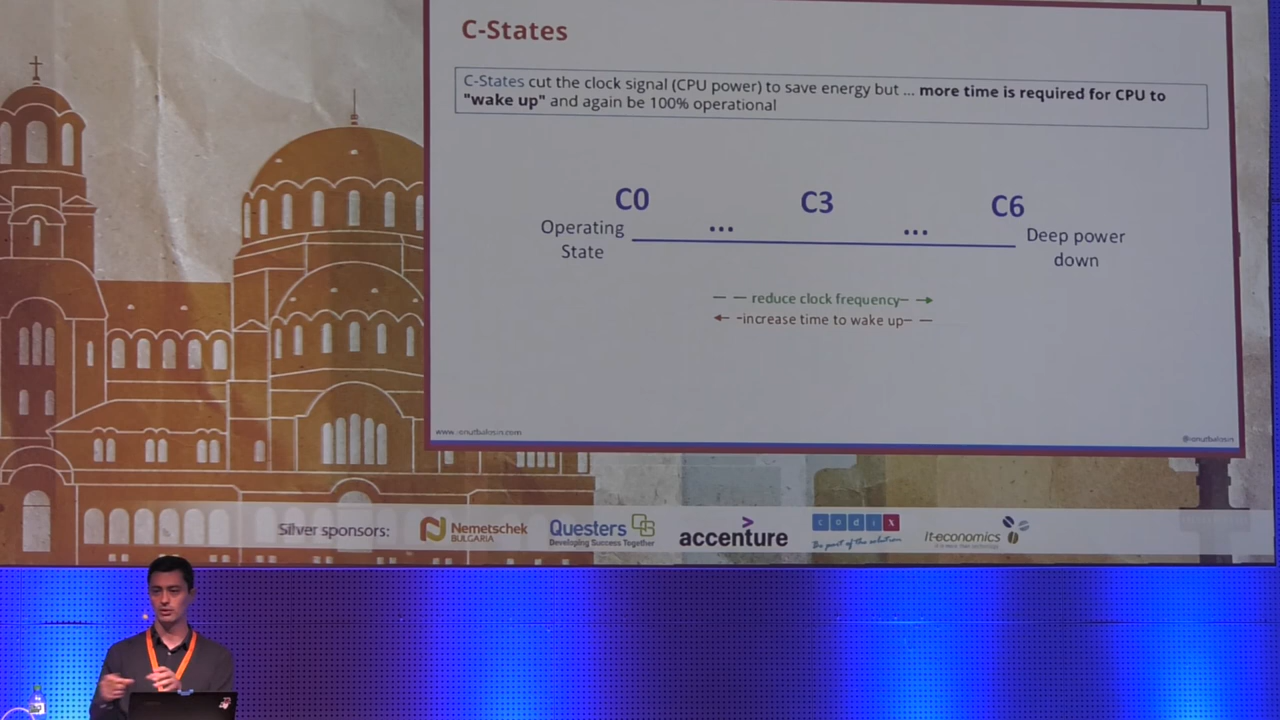 C-States
C-States cut the clock signal (CPU power) to save energy but ... more time is required for CPU to
"wake up" and again be 100% operational
C0
C3
C6
Operating
State
...
...
Deep power
down
reduce clock frequency
increase time to wake up
www.ionutbalosin.com
@ionutbalosin
Silver sponsors:
Nemetschek
BULGARIA
Questers
Developing Success Together
accenture
codix
Be part of the solution
It-economics